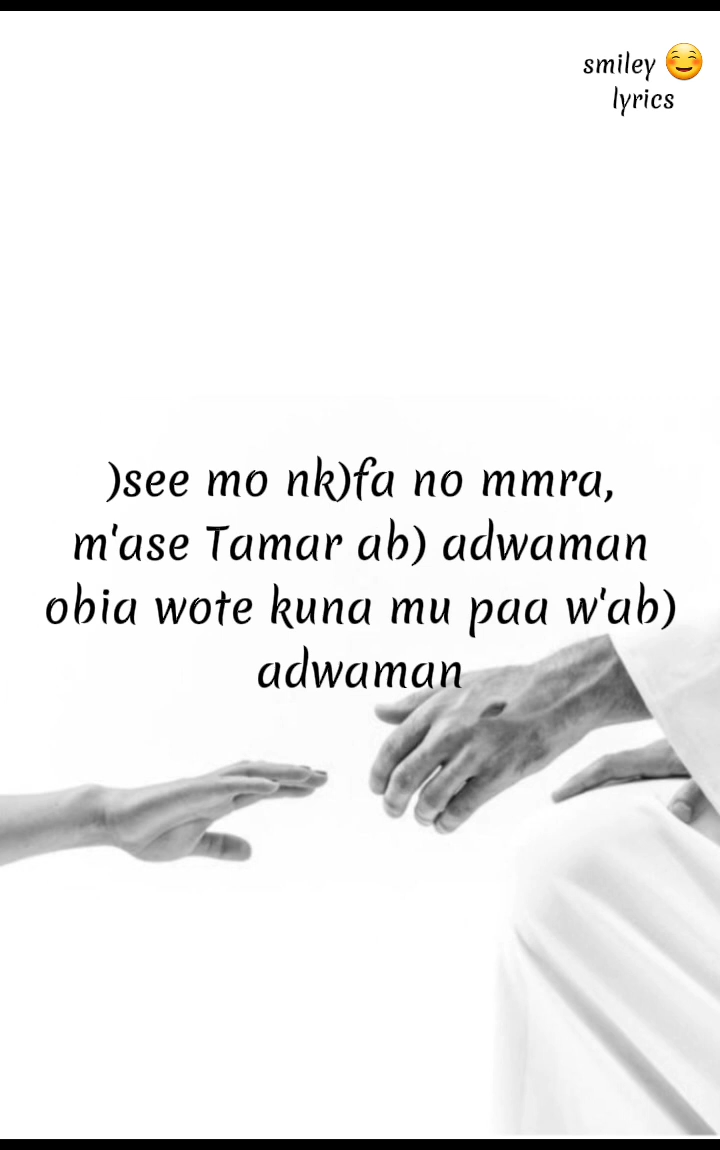 smiley 😊
lyrics
)see mo nk)fa no mmra,
m'ase Tamar ab) adwaman
obia wote kuna mu paa w'ab)
adwaman